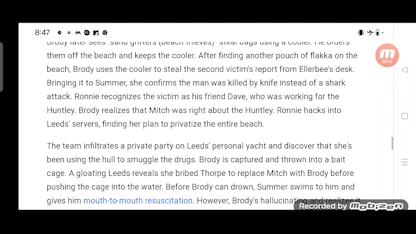 8:47
Brody later sees "sand grifters (beach thieves)" steal bags using a cooler. He orders
them off the beach and keeps the cooler. After finding another pouch of flakka on the
beach, Brody uses the cooler to steal the second victim's report from Ellerbee's desk.
Bringing it to Summer, she confirms the man was killed by knife instead of a shark
attack. Ronnie recognizes the victim as his friend Dave, who was working for the
Huntley. Brody realizes that Mitch was right about the Huntley. Ronnie hacks into
Leeds' servers, finding her plan to privatize the entire beach.
The team infiltrates a private party on Leeds' personal yacht and discover that she's
been using the hull to smuggle the drugs. Brody is captured and thrown into a bait
cage. A gloating Leeds reveals she bribed Thorpe to replace Mitch with Brody before
pushing the cage into the water. Before Brody can drown, Summer swims to him and
gives him mouth-to-mouth resuscitation. However, Brody's hallucinating and realizes it
Recorded by MOBIZEN